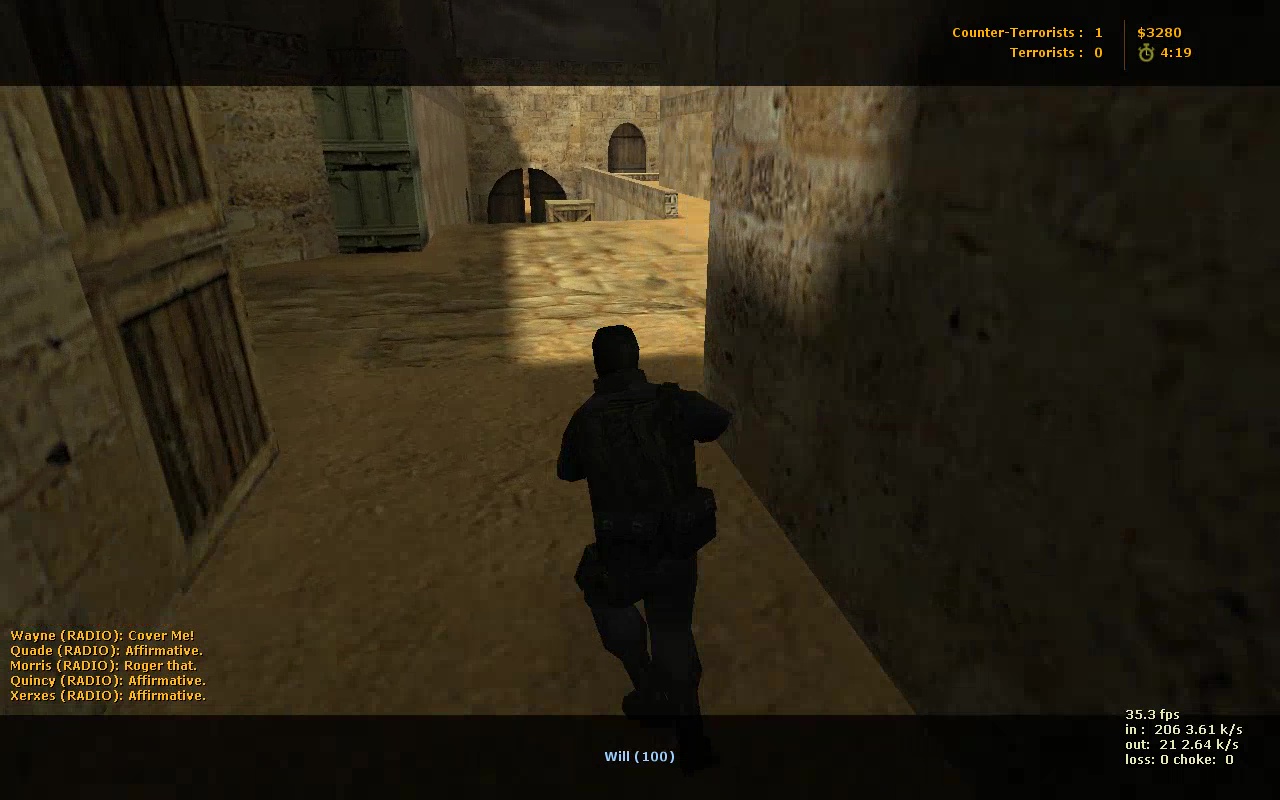 Counter-Terrorists : 1 $3280
Terrorists : 0 4:19
Wayne (RADIO): Cover Me!
Quade (RADIO): Affirmative.
Morris (RADIO): Roger that.
Quincy (RADIO): Affirmative.
Xerxes (RADIO): Affirmative.
35.3 fps
in : 206 3.61 k/s
out: 21 2.64 k/s
loss: 0 choke: 0
Will (100)